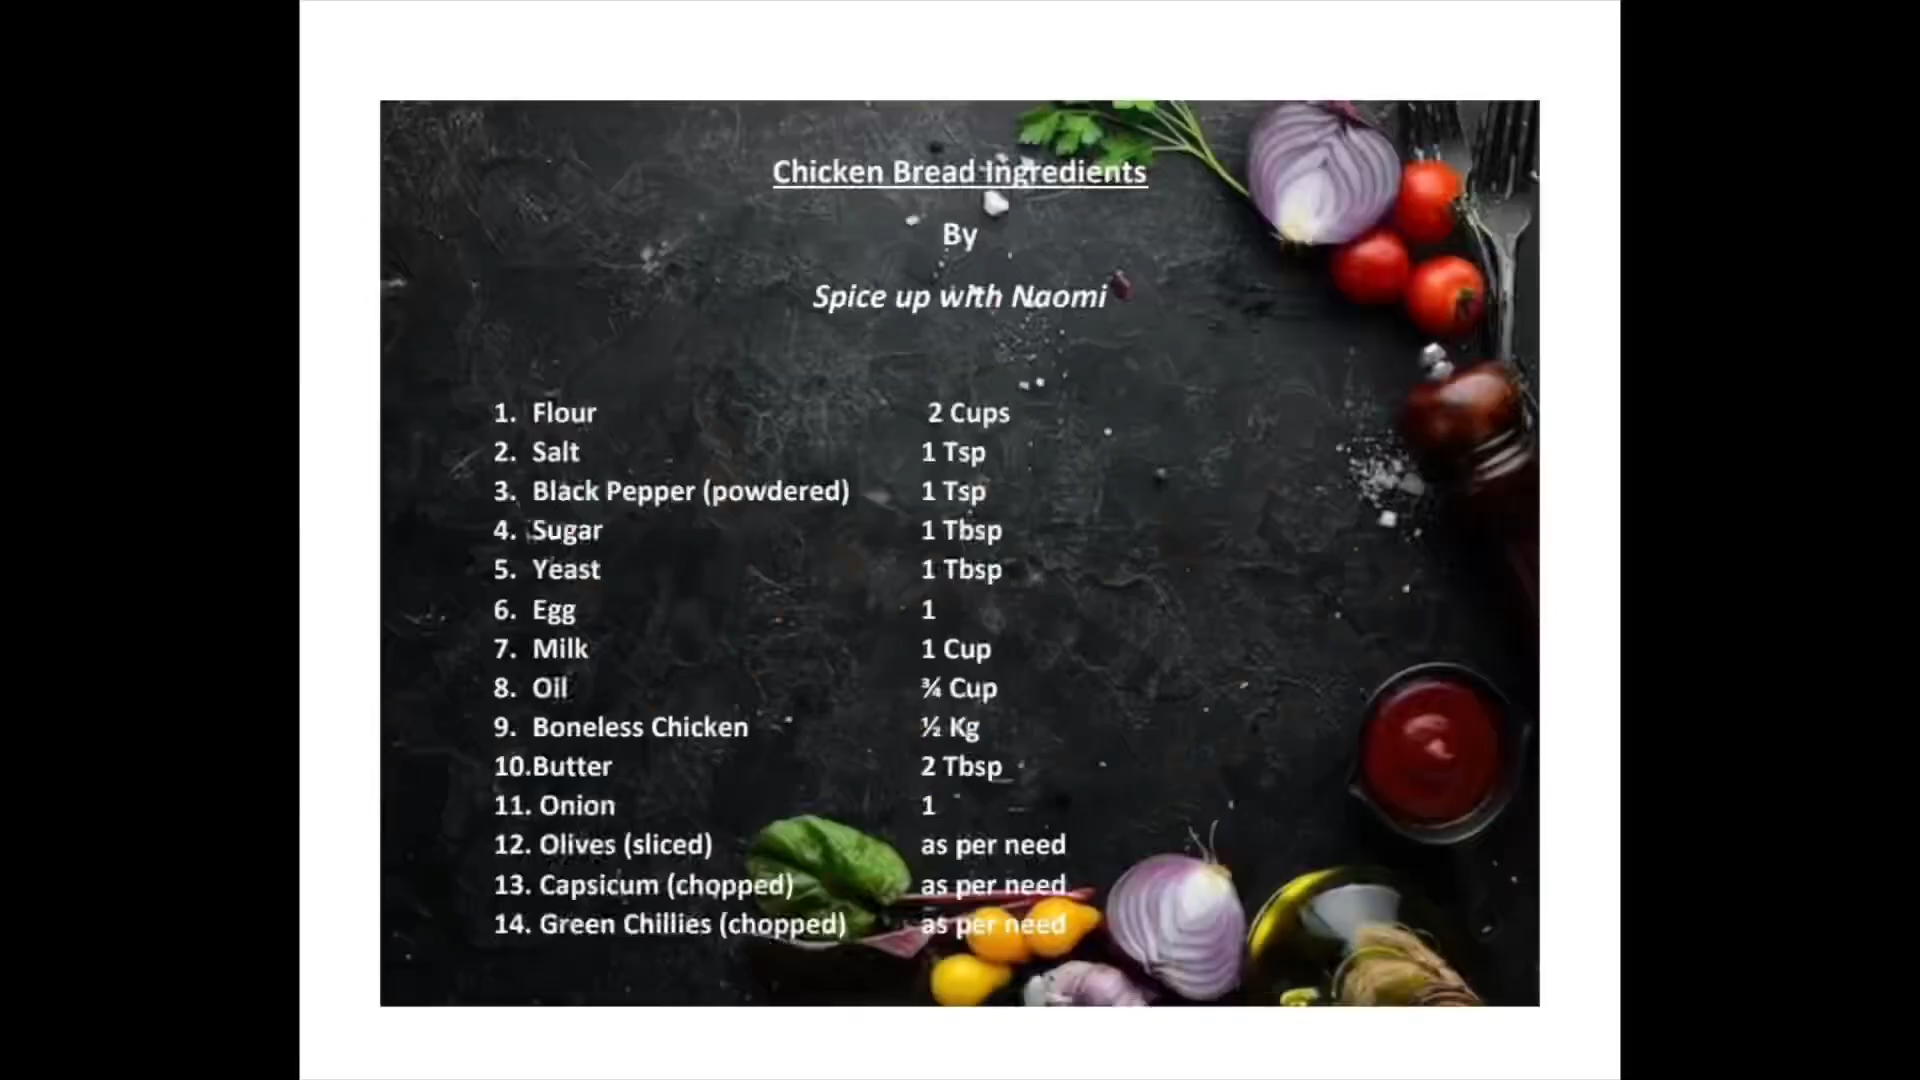 Chicken Bread Ingredients
By
Spice up with Naomi
1. Flour 2 Cups
2. Salt 1 Tsp
3. Black Pepper (powdered) 1 Tsp
4. Sugar 1 Tbsp
5. Yeast 1 Tbsp
6. Egg 1
7. Milk 1 Cup
8. Oil ¾ Cup
9. Boneless Chicken ½ Kg
10.Butter 2 Tbsp
11. Onion 1
12. Olives (sliced) as per need
13. Capsicum (chopped) as per need
14. Green Chillies (chopped) as per need